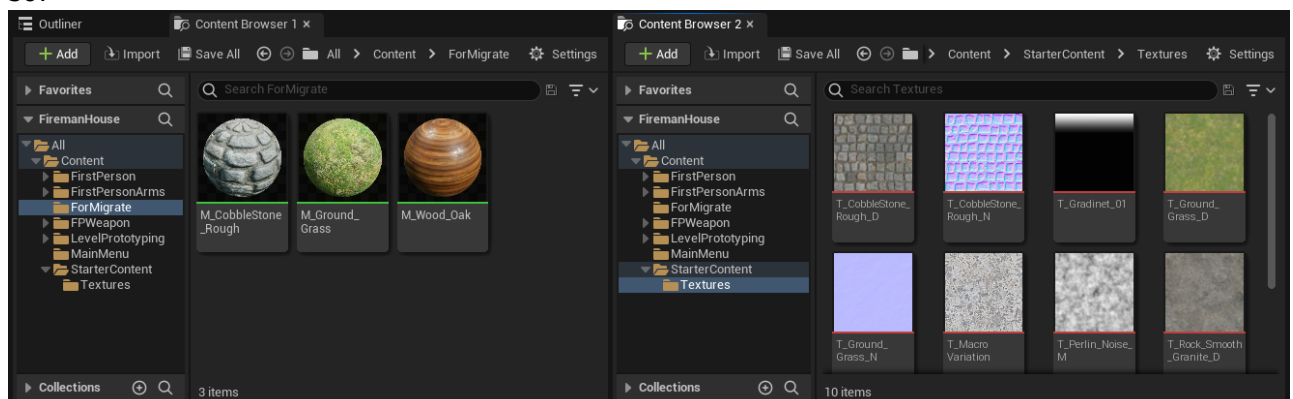 Outliner
Content Browser 1
Add Import Save All All > Content > ForMigrate Settings
Favorites
Search ForMigrate
FiremanHouse
All
Content
FirstPerson
FirstPersonArms
ForMigrate
FPWeapon
LevelPrototyping
MainMenu
StarterContent
Textures
M_CobbleStone
_Rough
M_Ground_
Grass
M_Wood_Oak
Collections
3 items
Content Browser 2
Add Import Save All > Content > StarterContent > Textures Settings
Favorites
Search Textures
FiremanHouse
All
Content
FirstPerson
FirstPersonArms
ForMigrate
FPWeapon
LevelPrototyping
MainMenu
StarterContent
Textures
T_CobbleStone_
Rough_D
T_CobbleStone_
Rough_N
T_Gradinet_01
T_Ground_
Grass_D
T_Ground_
Grass_N
T_Macro
Variation
T_Perlin_Noise_
M
T_Rock_Smooth
_Granite_D
Collections
10 items